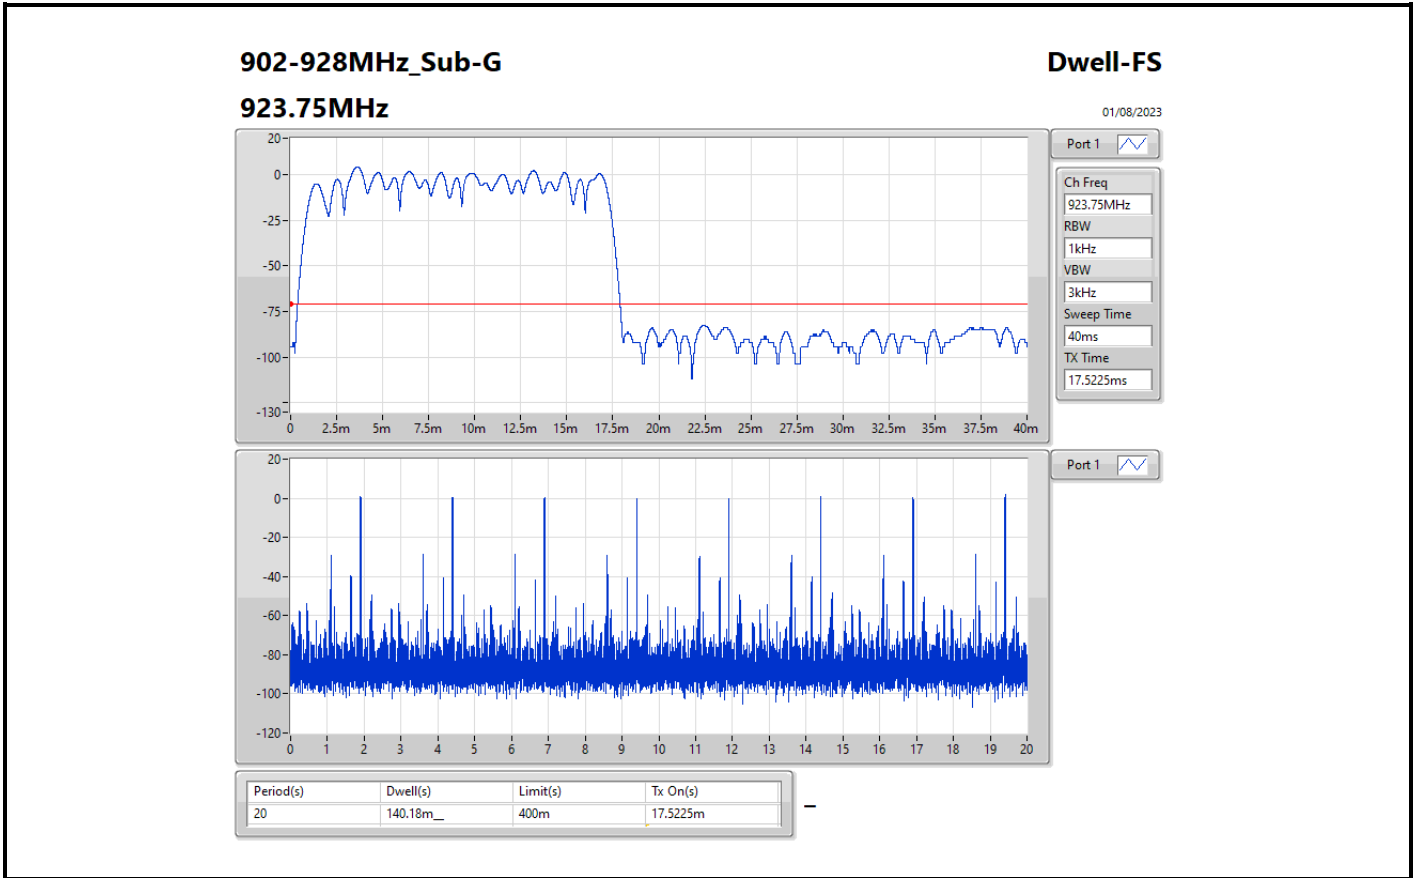 902-928MHz_Sub-G Dwell-FS
923.75MHz 01/08/2023
20
0
-25
-50
-75
-100
-130
0 2.5m 5m 7.5m 10m 12.5m 15m 17.5m 20m 22.5m 25m 27.5m 30m 32.5m 35m 37.5m 40m
Port 1
Ch Freq
923.75MHz
RBW
1kHz
VBW
3kHz
Sweep Time
40ms
TX Time
17.5225ms
20
0
-20
-40
-60
-80
-100
-120
0 1 2 3 4 5 6 7 8 9 10 11 12 13 14 15 16 17 18 19 20
Port 1
Period(s) Dwell(s) Limit(s) Tx On(s)
20 140.18m__ 400m 17.5225m